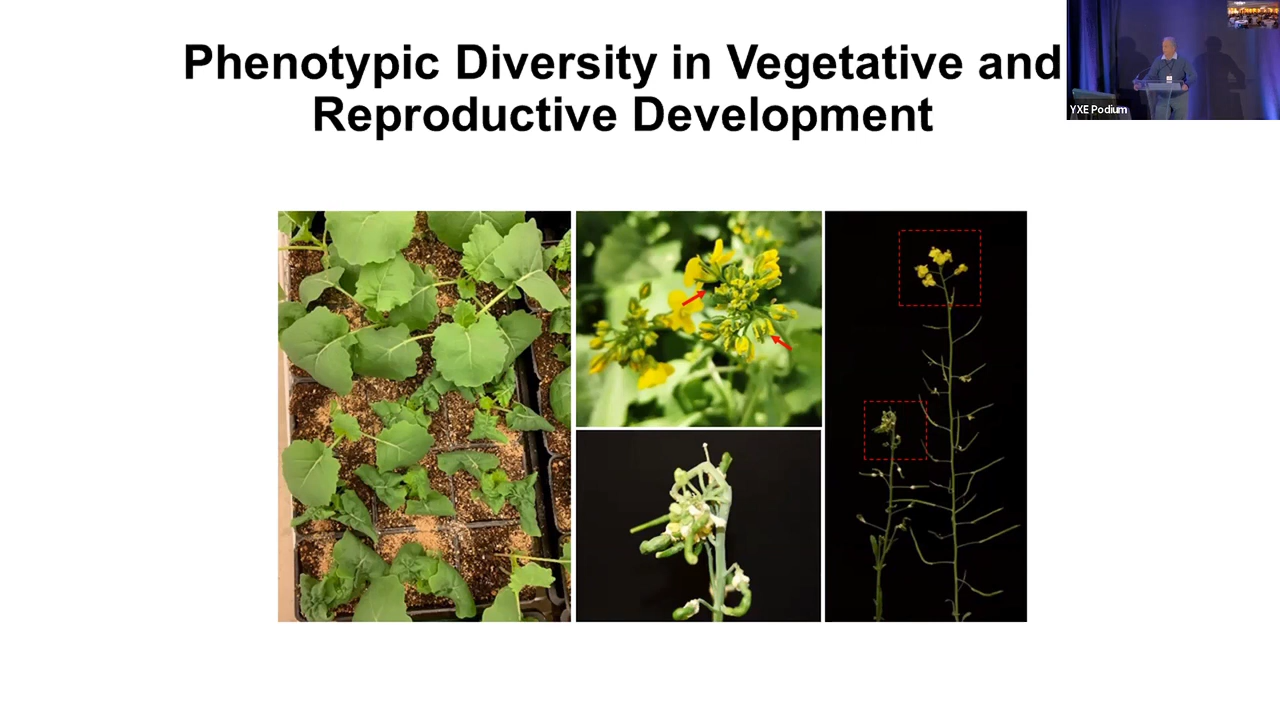 Phenotypic Diversity in Vegetative and
Reproductive Development
YXE Podium